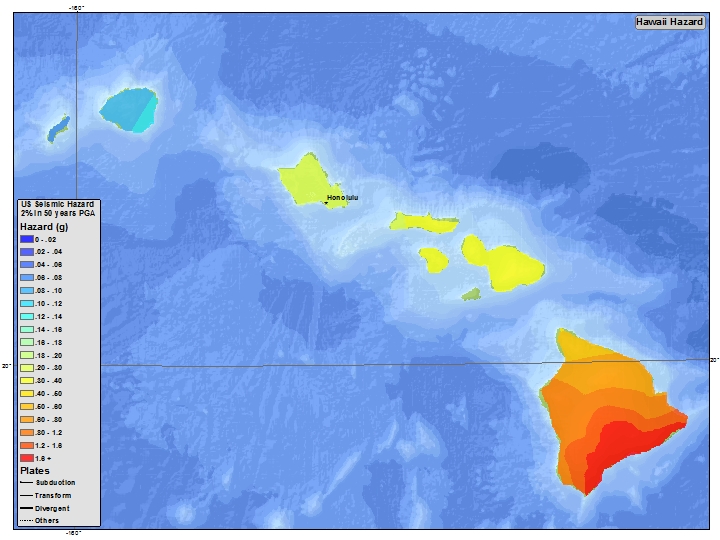 -160°
Hawaii Hazard
Honolulu
US Seismic Hazard
2% in 50 years PGA
Hazard (g)
0 - .02
.02 - .04
.04 - .06
.06 - .08
.08 - .10
.10 - .12
.12 - .14
.14 - .16
.16 - .18
.18 - .20
.20 - .30
.30 - .40
.40 - .50
.50 - .60
.60 - .80
.80 - 1.2
1.2 - 1.6
1.6 +
Plates
Subduction
Transform
Divergent
Others
20°
20°
-160°